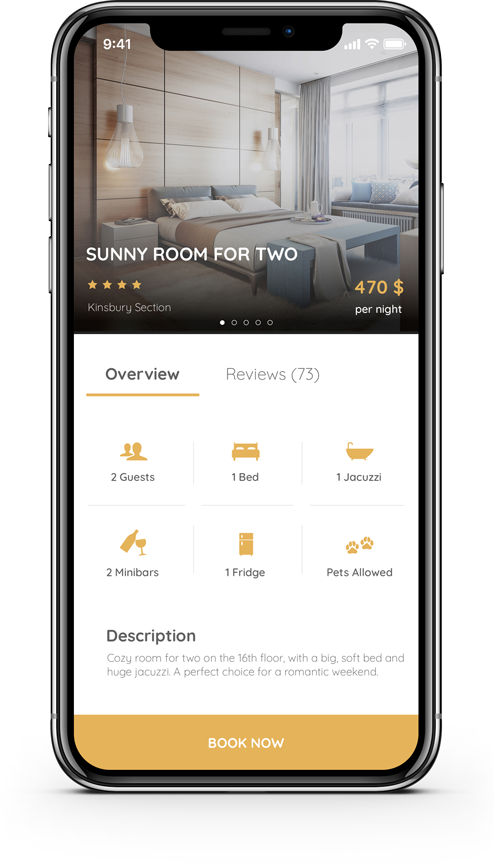 9:41
SUNNY ROOM FOR TWO
Kinsbury Section
470 $
per night
Overview
Reviews (73)
2 Guests
1 Bed
1 Jacuzzi
2 Minibars
1 Fridge
Pets Allowed
Description
Cozy room for two on the 16th floor, with a big, soft bed and
huge jacuzzi. A perfect choice for a romantic weekend.
BOOK NOW